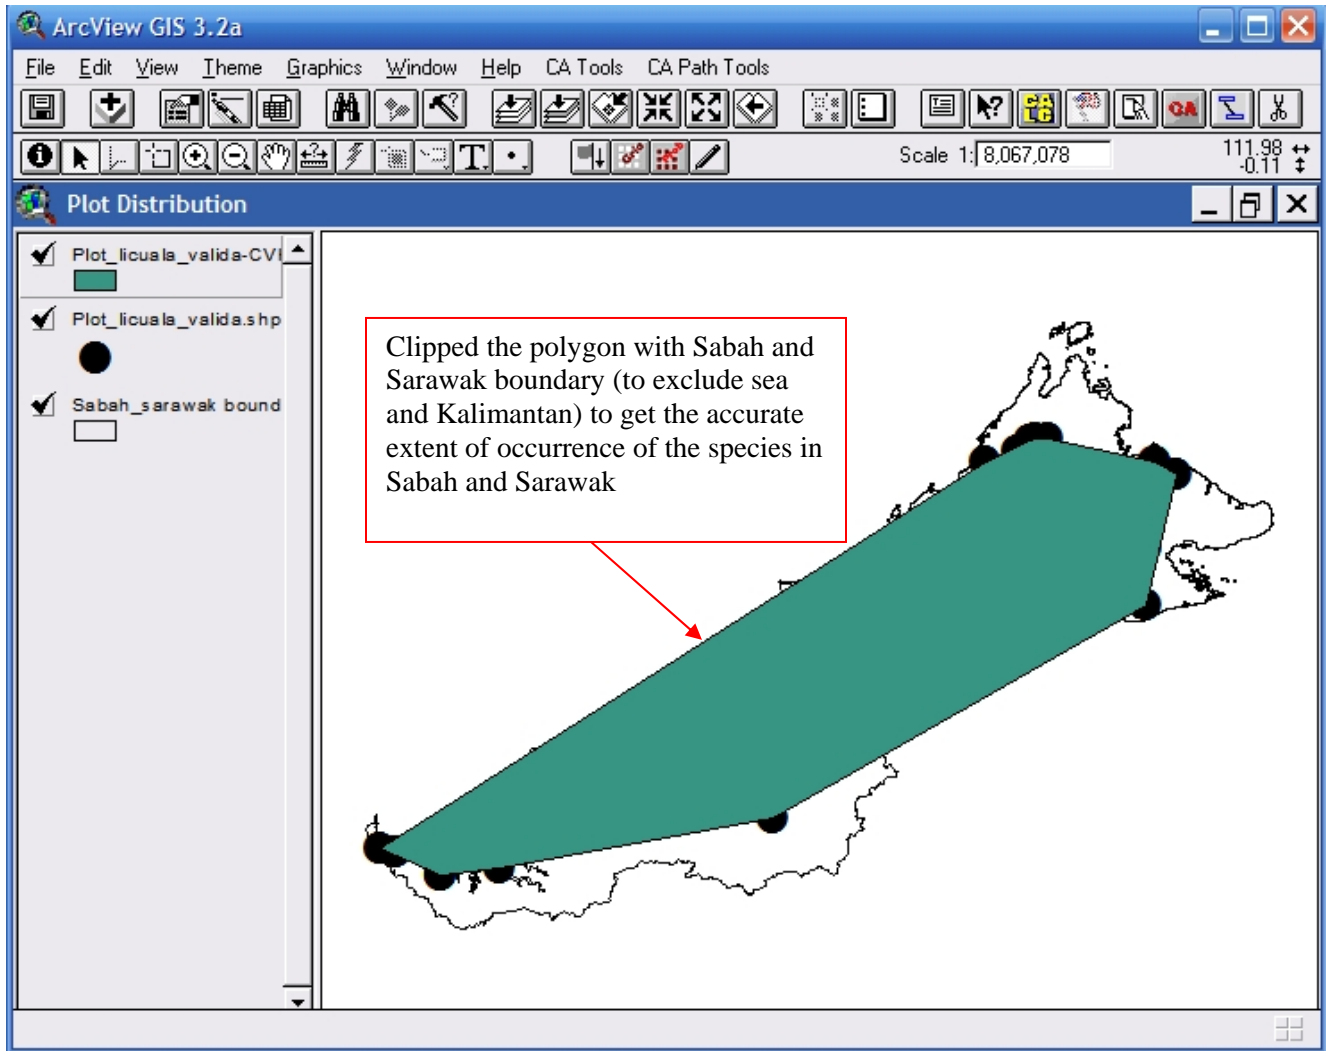 ArcView GIS 3.2a
File Edit View Theme Graphics Window Help CA Tools CA Path Tools
Scale 1: 8,067,078
111.98
-0.11
Plot Distribution
Plot_licuala_valida-CVH
Plot_licuala_valida.shp
Sabah_sarawak bound
Clipped the polygon with Sabah and
Sarawak boundary (to exclude sea
and Kalimantan) to get the accurate
extent of occurrence of the species in
Sabah and Sarawak